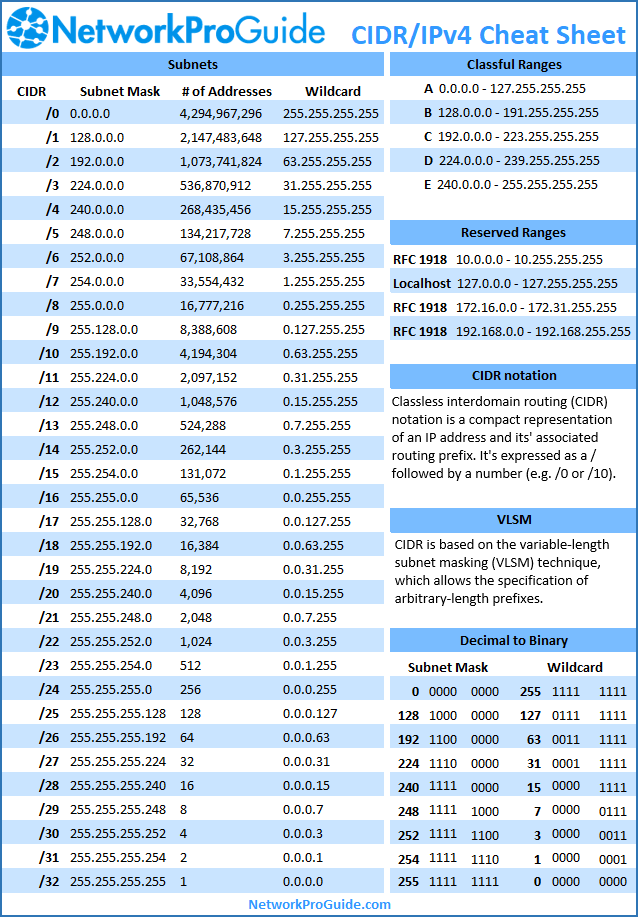 NetworkProGuide CIDR/IPv4 Cheat Sheet
Subnets
CIDR Subnet Mask # of Addresses Wildcard
/0 0.0.0.0 4,294,967,296 255.255.255.255
/1 128.0.0.0 2,147,483,648 127.255.255.255
/2 192.0.0.0 1,073,741,824 63.255.255.255
/3 224.0.0.0 536,870,912 31.255.255.255
/4 240.0.0.0 268,435,456 15.255.255.255
/5 248.0.0.0 134,217,728 7.255.255.255
/6 252.0.0.0 67,108,864 3.255.255.255
/7 254.0.0.0 33,554,432 1.255.255.255
/8 255.0.0.0 16,777,216 0.255.255.255
/9 255.128.0.0 8,388,608 0.127.255.255
/10 255.192.0.0 4,194,304 0.63.255.255
/11 255.224.0.0 2,097,152 0.31.255.255
/12 255.240.0.0 1,048,576 0.15.255.255
/13 255.248.0.0 524,288 0.7.255.255
/14 255.252.0.0 262,144 0.3.255.255
/15 255.254.0.0 131,072 0.1.255.255
/16 255.255.0.0 65,536 0.0.255.255
/17 255.255.128.0 32,768 0.0.127.255
/18 255.255.192.0 16,384 0.0.63.255
/19 255.255.224.0 8,192 0.0.31.255
/20 255.255.240.0 4,096 0.0.15.255
/21 255.255.248.0 2,048 0.0.7.255
/22 255.255.252.0 1,024 0.0.3.255
/23 255.255.254.0 512 0.0.1.255
/24 255.255.255.0 256 0.0.0.255
/25 255.255.255.128 128 0.0.0.127
/26 255.255.255.192 64 0.0.0.63
/27 255.255.255.224 32 0.0.0.31
/28 255.255.255.240 16 0.0.0.15
/29 255.255.255.248 8 0.0.0.7
/30 255.255.255.252 4 0.0.0.3
/31 255.255.255.254 2 0.0.0.1
/32 255.255.255.255 1 0.0.0.0
Classful Ranges
A 0.0.0.0 - 127.255.255.255
B 128.0.0.0 - 191.255.255.255
C 192.0.0.0 - 223.255.255.255
D 224.0.0.0 - 239.255.255.255
E 240.0.0.0 - 255.255.255.255
Reserved Ranges
RFC 1918 10.0.0.0 - 10.255.255.255
Localhost 127.0.0.0 - 127.255.255.255
RFC 1918 172.16.0.0 - 172.31.255.255
RFC 1918 192.168.0.0 - 192.168.255.255
CIDR notation
Classless interdomain routing (CIDR)
notation is a compact representation
of an IP address and its' associated
routing prefix. It's expressed as a /
followed by a number (e.g. /0 or /10).
VLSM
CIDR is based on the variable-length
subnet masking (VLSM) technique,
which allows the specification of
arbitrary-length prefixes.
Decimal to Binary
Subnet Mask Wildcard
0 0000 0000 255 1111 1111
128 1000 0000 127 0111 1111
192 1100 0000 63 0011 1111
224 1110 0000 31 0001 1111
240 1111 0000 15 0000 1111
248 1111 1000 7 0000 0111
252 1111 1100 3 0000 0011
254 1111 1110 1 0000 0001
255 1111 1111 0 0000 0000
NetworkProGuide.com